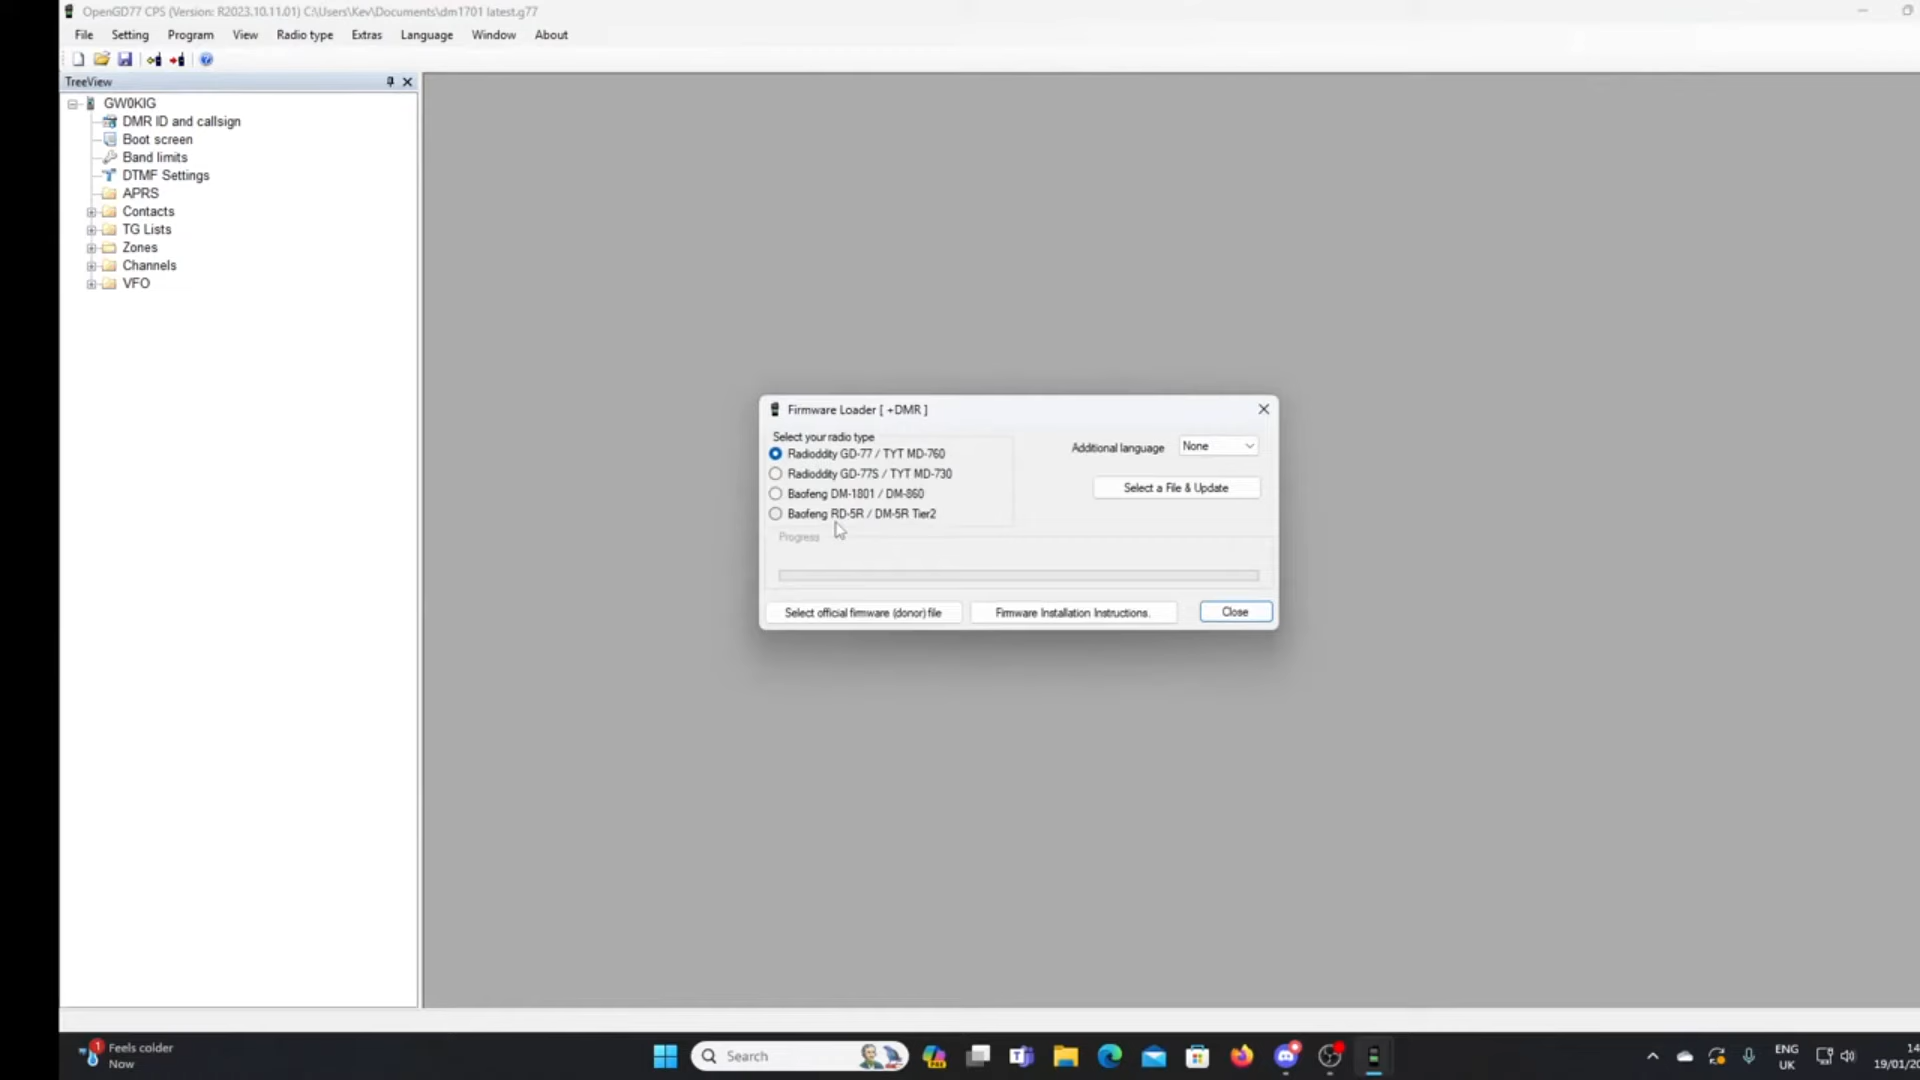 OpenGD77 CPS (Version: R2023.10.11.01) C:\Users\Kev\Documents\dm1701 latest.g77
File Setting Program View Radio type Extras Language Window About
TreeView
GW0KIG
DMR ID and callsign
Boot screen
Band limits
DTMF Settings
APRS
Contacts
TG Lists
Zones
Channels
VFO
Firmware Loader [ +DMR ]
Select your radio type
Radioddity GD-77 / TYT MD-760
Additional language None
Radioddity GD-77S / TYT MD-730
Select a File & Update
Baofeng DM-1801 / DM-860
Baofeng RD-5R / DM-5R Tier2
Progress
Select official firmware (donor) file Firmware Installation Instructions. Close
1
Feels colder
Now
Search
ENG
UK
14
19/01/20